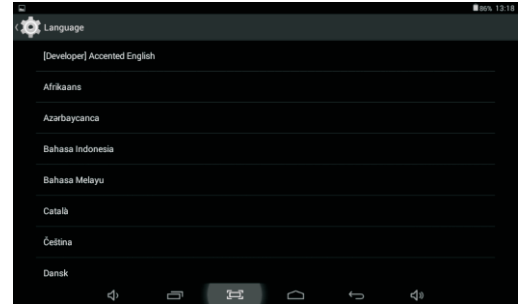 86% 13:18
Language
[Developer] Accented English
Afrikaans
Azərbaycanca
Bahasa Indonesia
Bahasa Melayu
Català
Čeština
Dansk